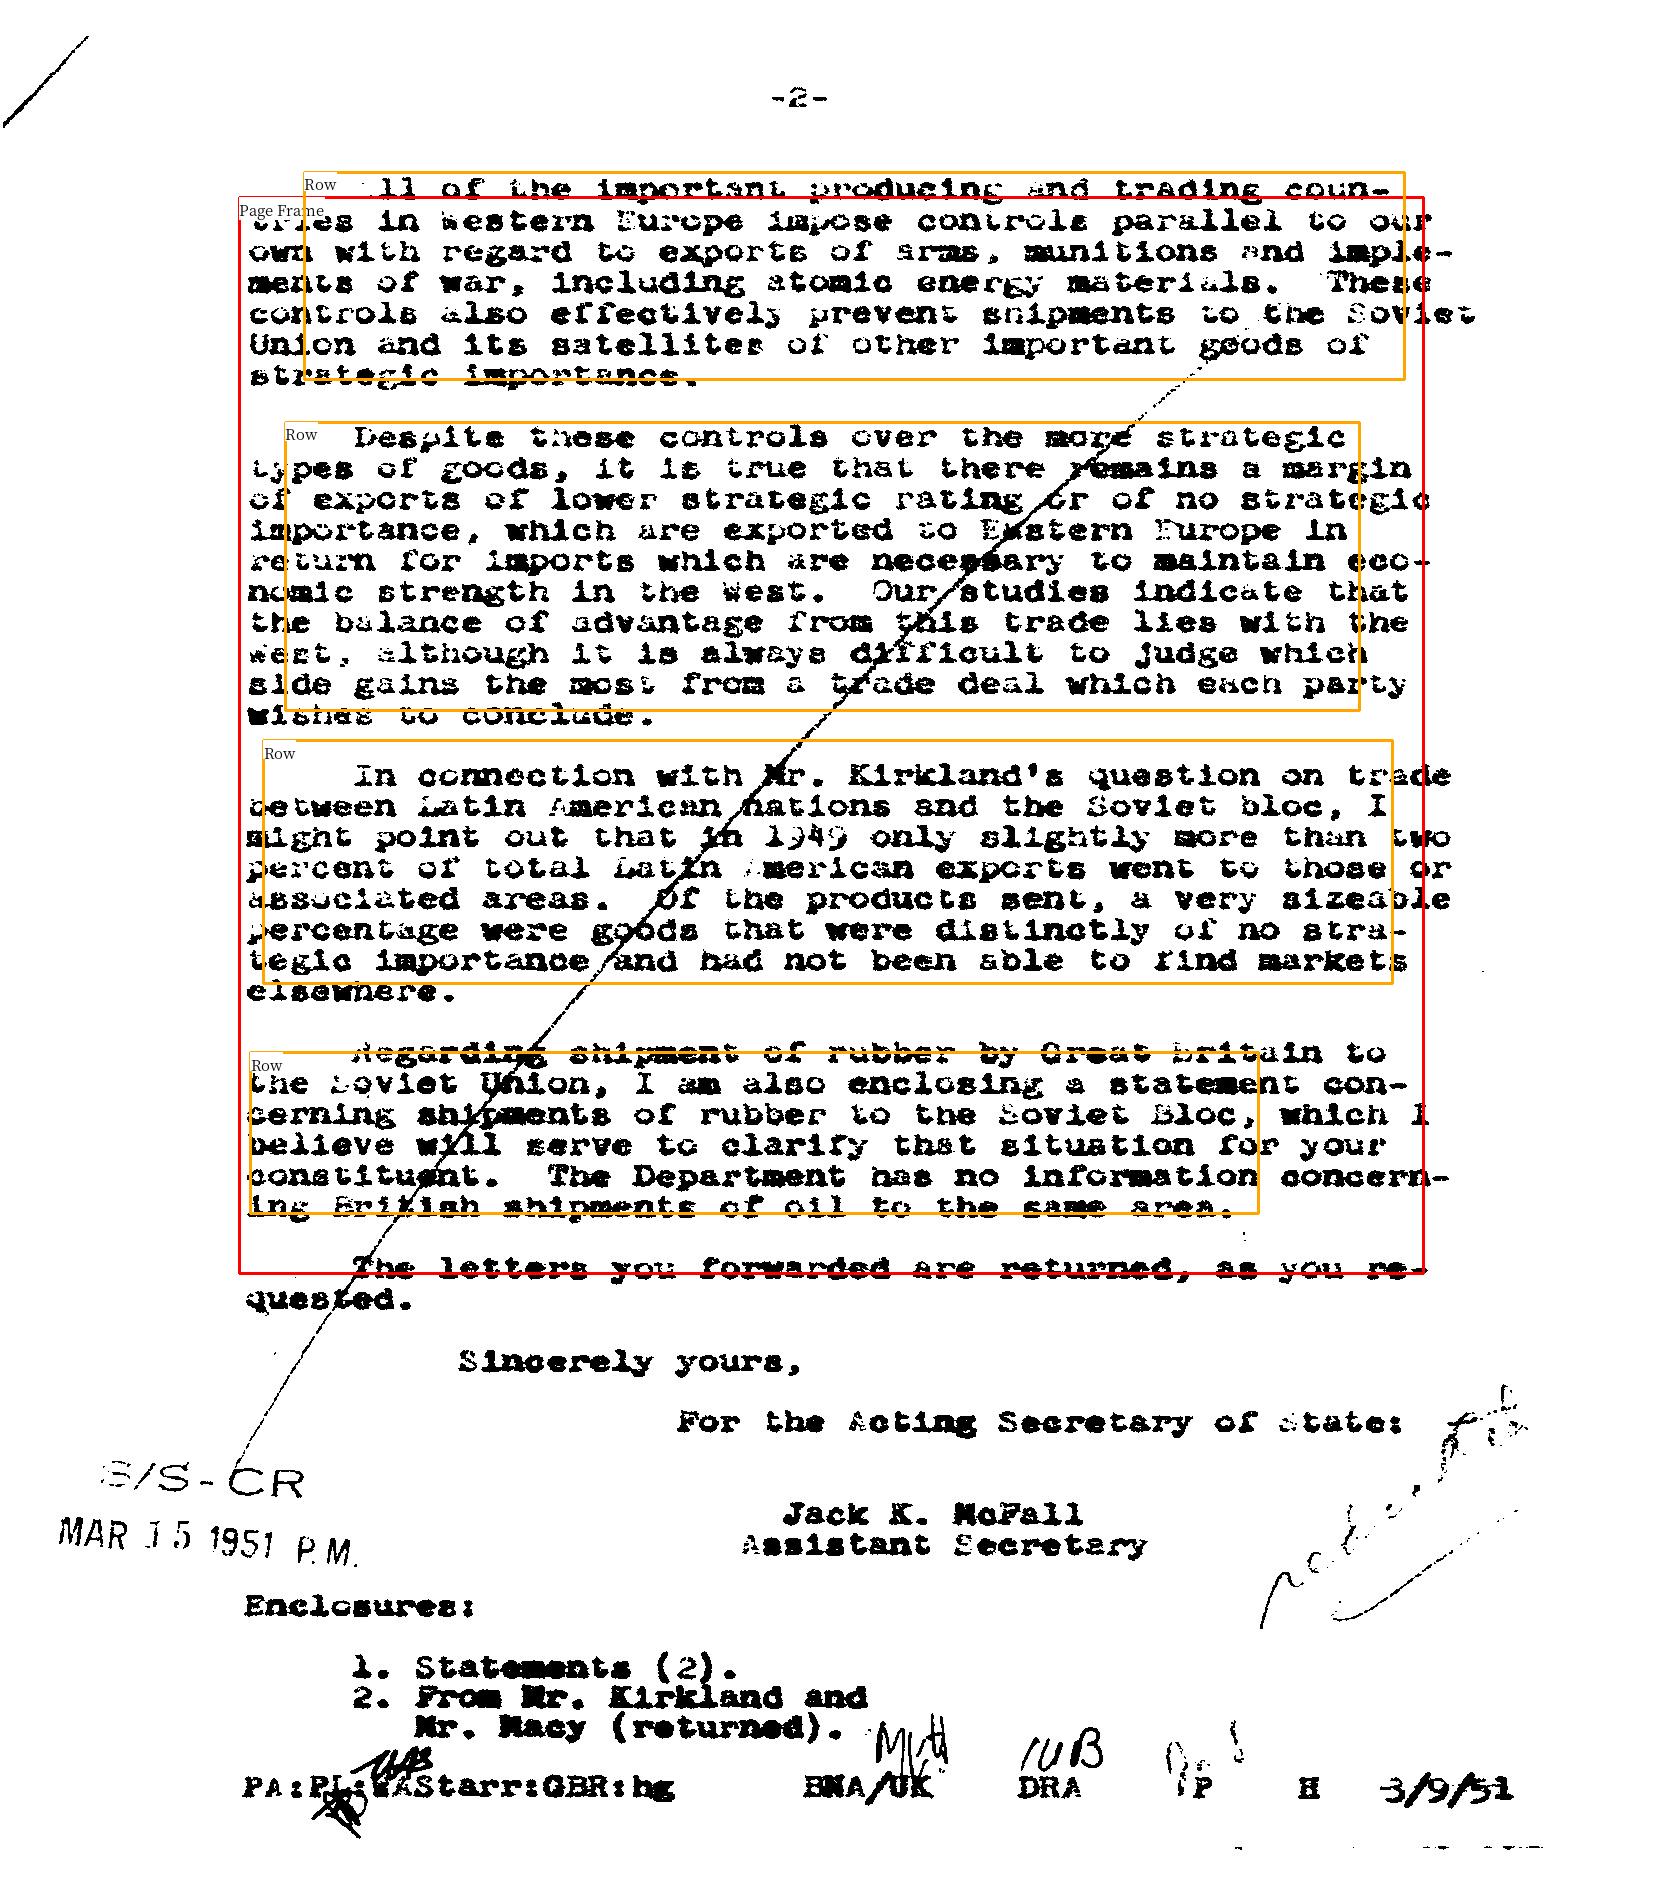 -2-
Row
All of the important producing and trading coun-
Page Frame
tries in Western Europe impose controls parallel to our
own with regard to exports of arms, munitions and imple-
ments of war, including atomic energy materials. These
controls also effectively prevent shipments to the Soviet
Union and its satellites of other important goods of
strategic importance.
Row
Despite these controls over the more strategic
types of goods, it is true that there remains a margin
of exports of lower strategic rating or of no strategic
importance, which are exported to Eastern Europe in
return for imports which are necessary to maintain eco-
nomic strength in the West. Our studies indicate that
the balance of advantage from this trade lies with the
West, although it is always difficult to judge which
side gains the most from a trade deal which each party
wishes to conclude.
Row
In connection with Mr. Kirkland's question on trade
between Latin American nations and the Soviet bloc, I
might point out that in 1949 only slightly more than two
percent of total Latin American exports went to those or
associated areas. Of the products sent, a very sizeable
percentage were goods that were distinctly of no stra-
tegic importance and had not been able to find markets
elsewhere.
Regarding shipment of rubber by Great Britain to
Row
the Soviet Union, I am also enclosing a statement con-
cerning shipments of rubber to the Soviet Bloc, which I
believe will serve to clarify that situation for your
constituent. The Department has no information concern-
ing British shipments of oil to the same area.
The letters you forwarded are returned, as you re-
quested.
Sincerely yours,
For the Acting Secretary of State:
S/S-CR
MAR 15 1951 P.M.
Jack K. McFall
Assistant Secretary
Enclosures:
1. Statements (2).
2. From Mr. Kirkland and
Mr. Macy (returned).
PA:PL:WAStarr:GBR:hg BNA/UK DRA P H 3/9/51